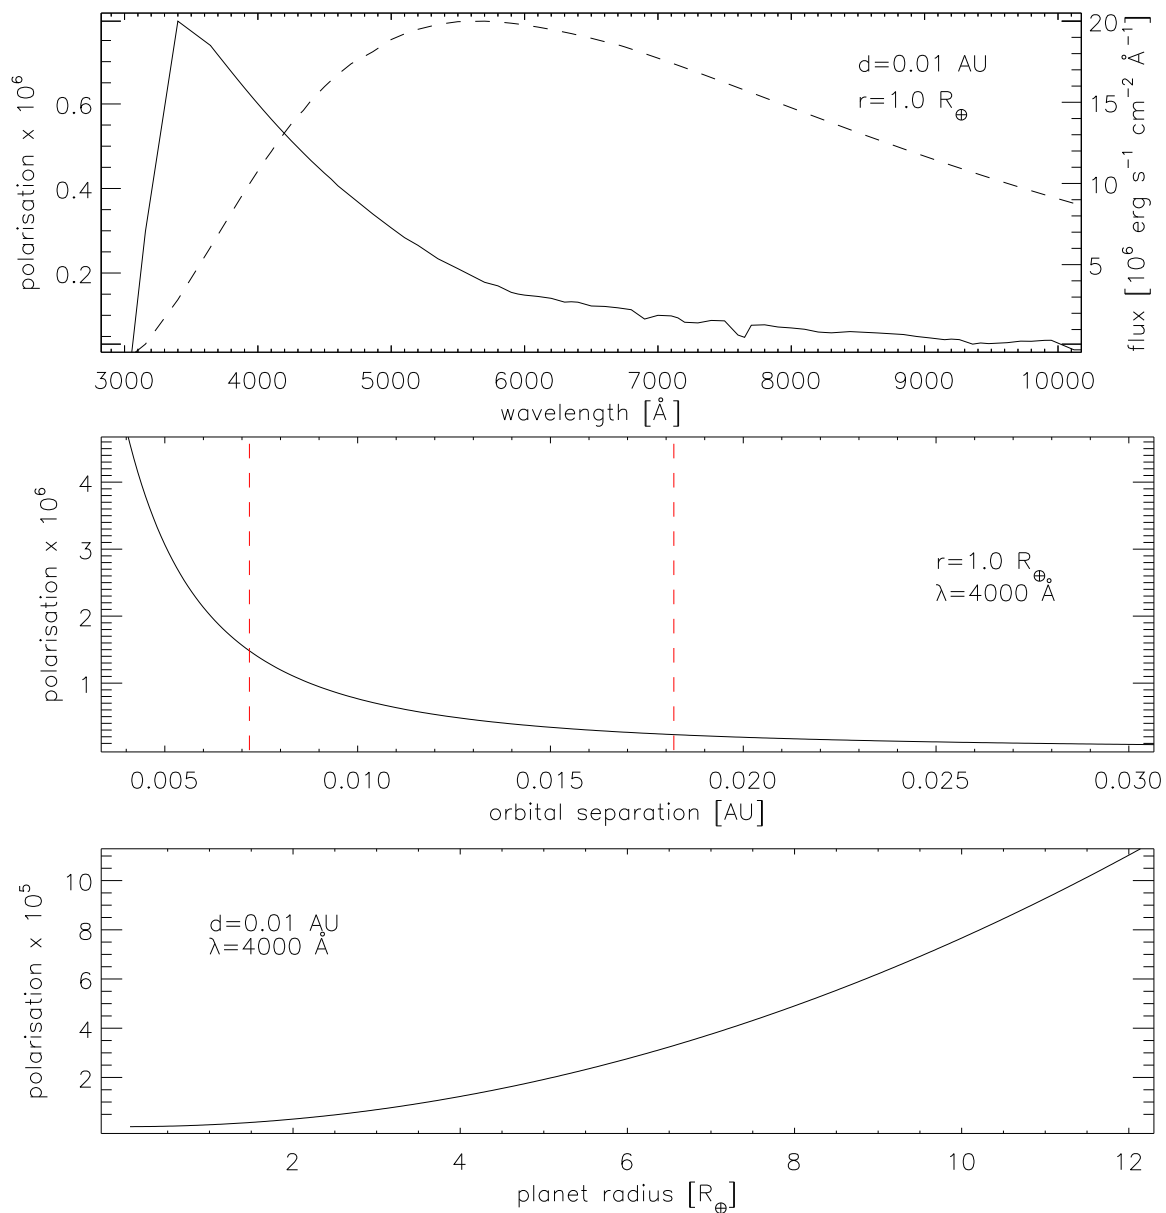 polarisation x 10⁶
0.2
0.4
0.6
d=0.01 AU
r=1.0 R⊕
5
10
15
20
flux [10⁶ erg s⁻¹ cm⁻² Å⁻¹]
3000 4000 5000 6000 7000 8000 9000 10000
wavelength [Å]
polarisation x 10⁶
4
3
2
1
r=1.0 R⊕
λ=4000 Å
0.005 0.010 0.015 0.020 0.025 0.030
orbital separation [AU]
polarisation x 10⁵
10
8
6
4
2
d=0.01 AU
λ=4000 Å
2 4 6 8 10 12
planet radius [R⊕]